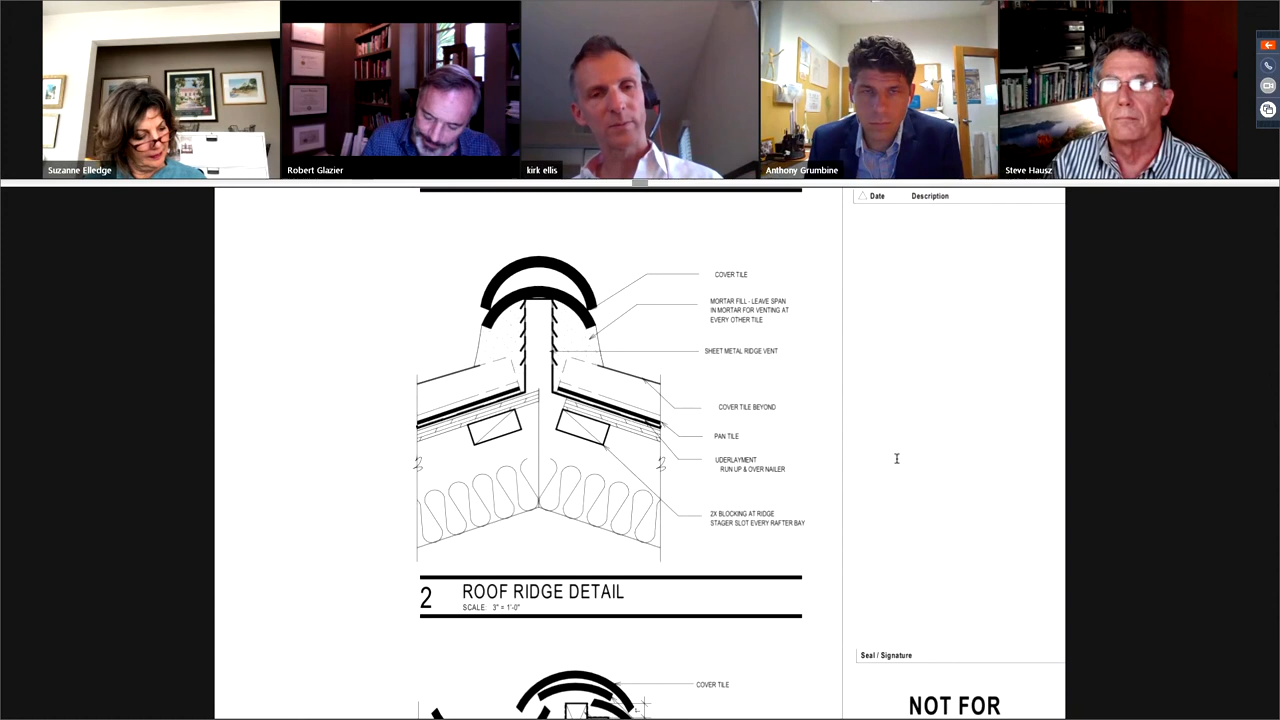 Suzanne Elledge
Robert Glazier
kirk ellis
Anthony Grumbine
Steve Hausz
Date Description
COVER TILE
MORTAR FILL - LEAVE SPAN
IN MORTAR FOR VENTING AT
EVERY OTHER TILE
SHEET METAL RIDGE VENT
COVER TILE BEYOND
PAN TILE
UDERLAYMENT
RUN UP & OVER NAILER
2X BLOCKING AT RIDGE
STAGER SLOT EVERY RAFTER BAY
2 ROOF RIDGE DETAIL
SCALE: 3" = 1'-0"
Seal / Signature
COVER TILE
NOT FOR